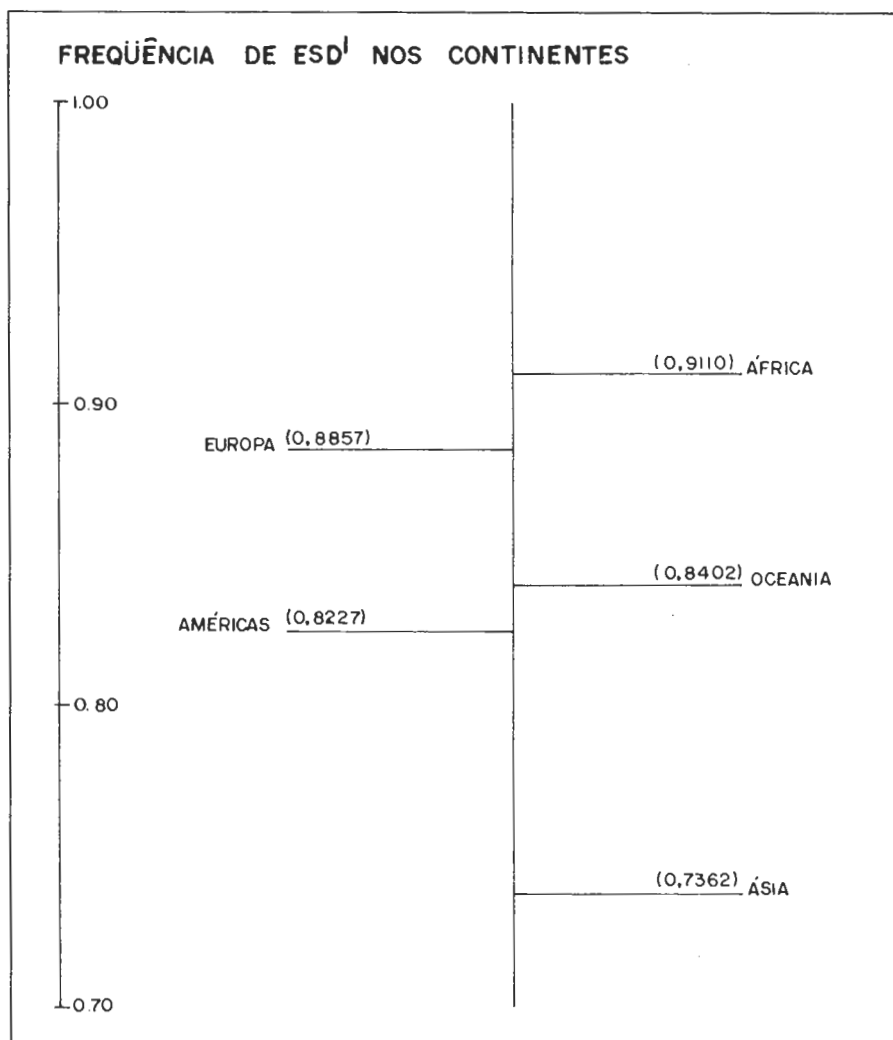 FREQÜÊNCIA DE ESD¹ NOS CONTINENTES
1.00
(0,9110) ÁFRICA
0.90
EUROPA (0,8857)
(0,8402) OCEANIA
AMÉRICAS (0,8227)
0.80
(0,7362) ÁSIA
0.70